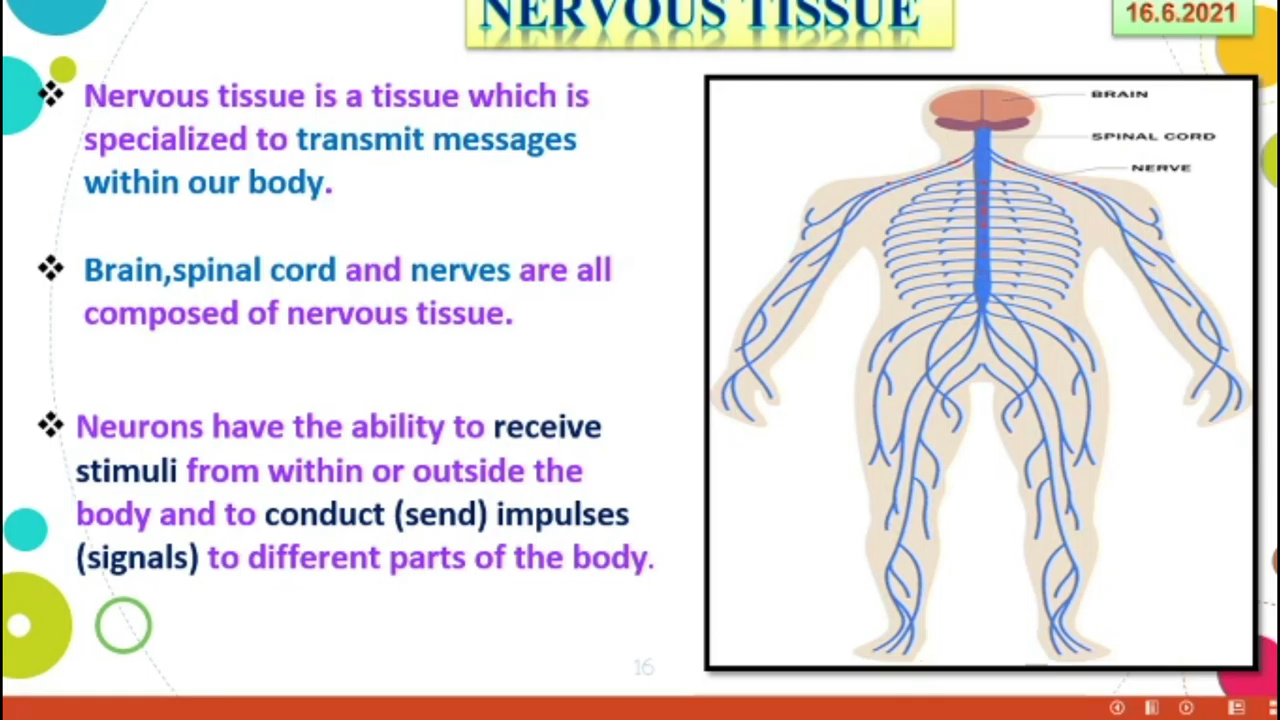 NERVOUS TISSUE
16.6.2021
❖ Nervous tissue is a tissue which is
specialized to transmit messages
within our body.
❖ Brain,spinal cord and nerves are all
composed of nervous tissue.
❖ Neurons have the ability to receive
stimuli from within or outside the
body and to conduct (send) impulses
(signals) to different parts of the body.
BRAIN
SPINAL CORD
NERVE
16